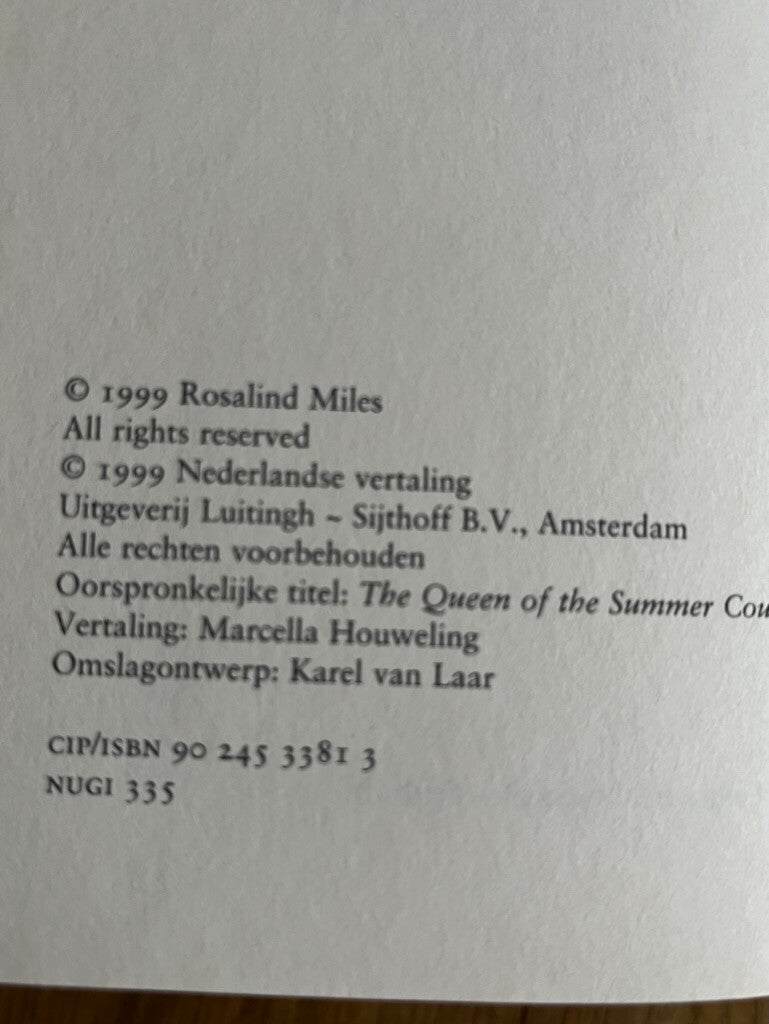 © 1999 Rosalind Miles
All rights reserved
© 1999 Nederlandse vertaling
Uitgeverij Luitingh ~ Sijthoff B.V., Amsterdam
Alle rechten voorbehouden
Oorspronkelijke titel: The Queen of the Summer Cou
Vertaling: Marcella Houweling
Omslagontwerp: Karel van Laar
CIP/ISBN 90 245 3381 3
NUGI 335